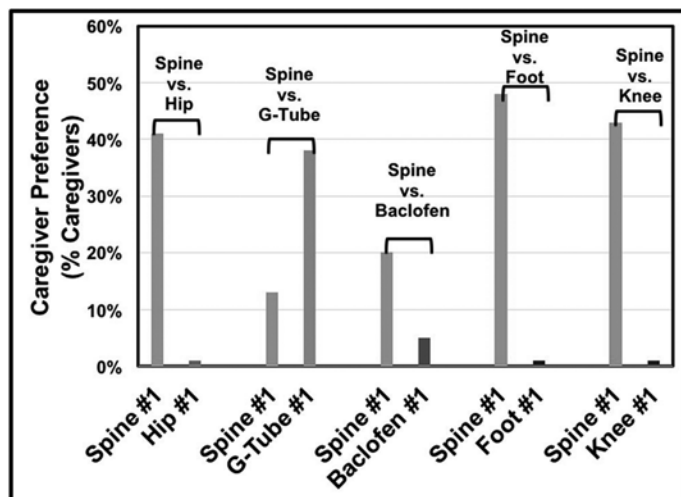 Caregiver Preference
(% Caregivers)
60%
50%
40%
30%
20%
10%
0%
Spine
vs.
Hip
Spine
vs.
G-Tube
Spine
vs.
Baclofen
Spine
vs.
Foot
Spine
vs.
Knee
Spine #1
Hip #1
Spine #1
G-Tube #1
Spine #1
Baclofen #1
Spine #1
Foot #1
Spine #1
Knee #1